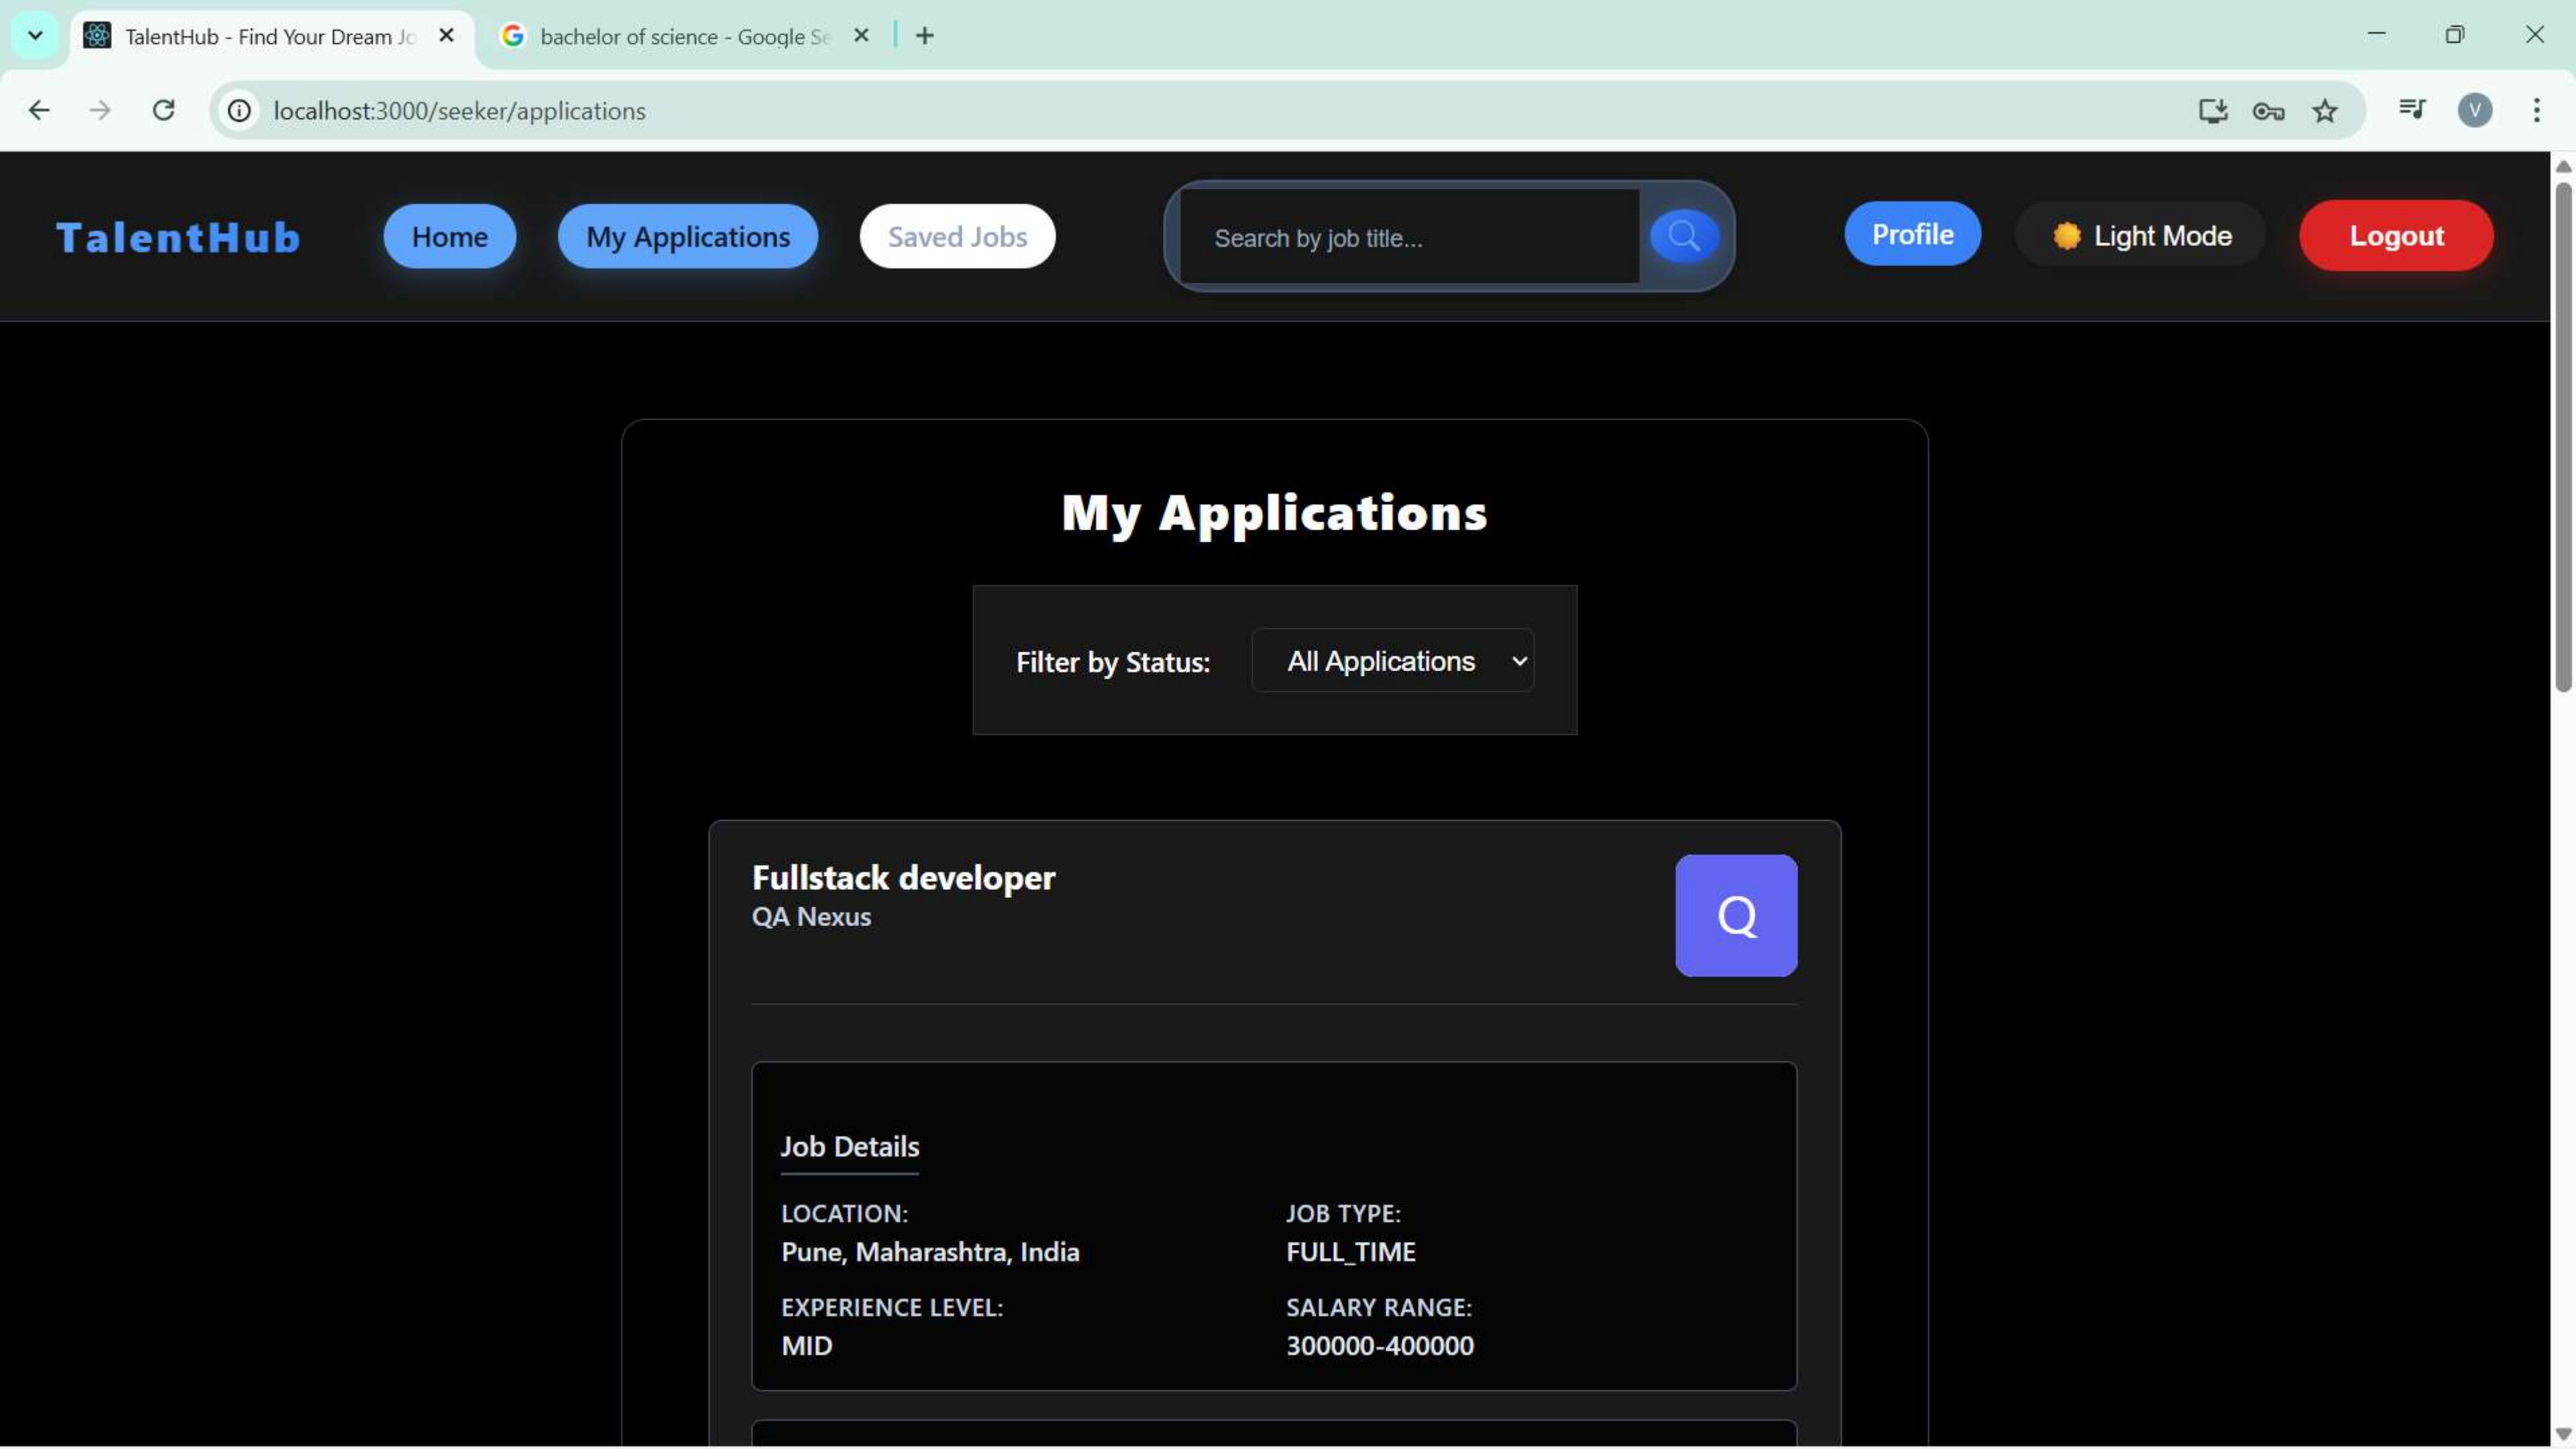 TalentHub - Find Your Dream Jo
bachelor of science - Google Se
localhost:3000/seeker/applications
V
TalentHub
Home
My Applications
Saved Jobs
Search by job title...
Profile
Light Mode
Logout
My Applications
Filter by Status:
All Applications
Fullstack developer
QA Nexus
Q
Job Details
LOCATION:
JOB TYPE:
Pune, Maharashtra, India
FULL_TIME
EXPERIENCE LEVEL:
SALARY RANGE:
MID
300000-400000